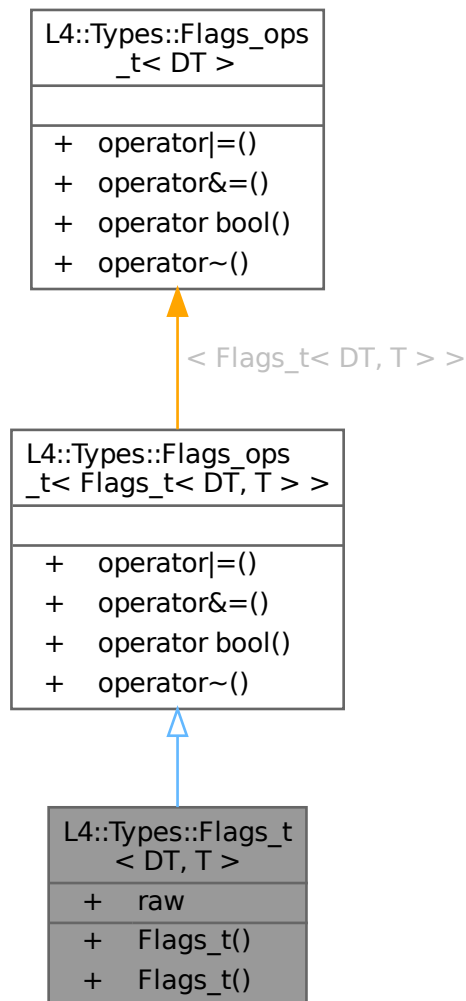 L4::Types::Flags_ops
_t< DT >
+ operator|=()
+ operator&=()
+ operator bool()
+ operator~()
< Flags_t< DT, T > >
L4::Types::Flags_ops
_t< Flags_t< DT, T > >
+ operator|=()
+ operator&=()
+ operator bool()
+ operator~()
L4::Types::Flags_t
< DT, T >
+ raw
+ Flags_t()
+ Flags_t()